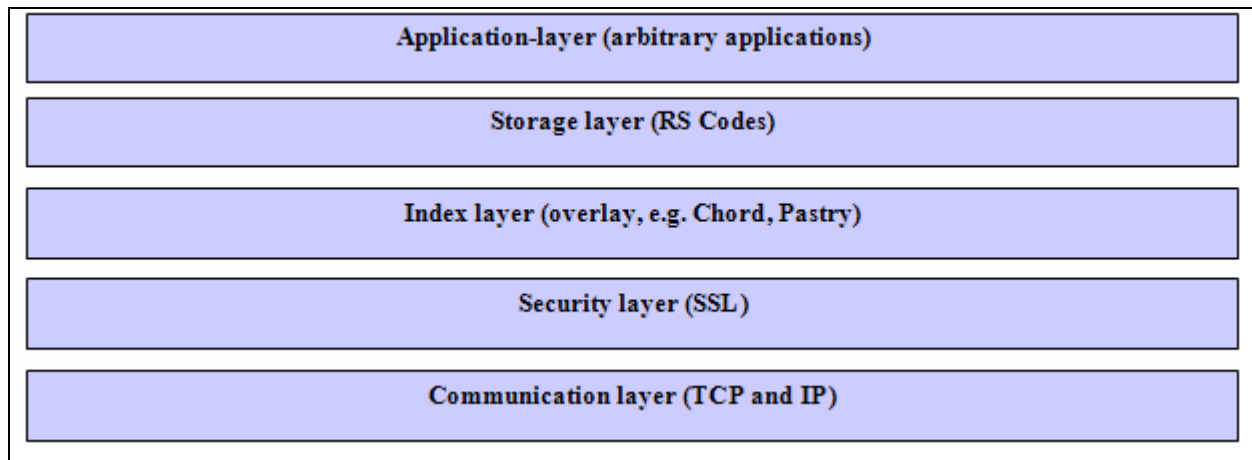 Application-layer (arbitrary applications)
Storage layer (RS Codes)
Index layer (overlay, e.g. Chord, Pastry)
Security layer (SSL)
Communication layer (TCP and IP)